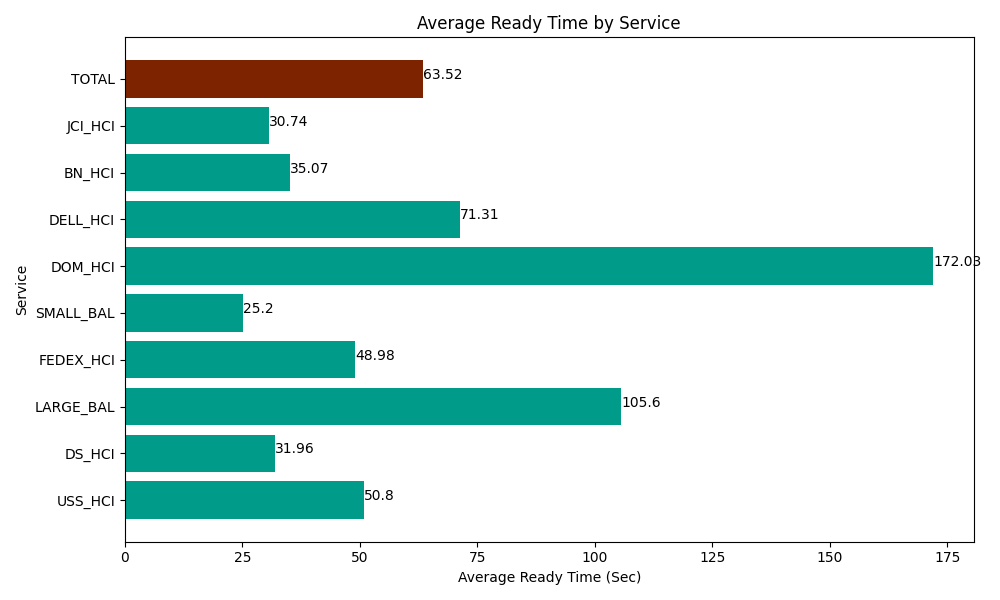 Average Ready Time by Service
TOTAL 63.52
JCI_HCI 30.74
BN_HCI 35.07
DELL_HCI 71.31
DOM_HCI 172.03
SMALL_BAL 25.2
FEDEX_HCI 48.98
LARGE_BAL 105.6
DS_HCI 31.96
USS_HCI 50.8
Service
0 25 50 75 100 125 150 175
Average Ready Time (Sec)